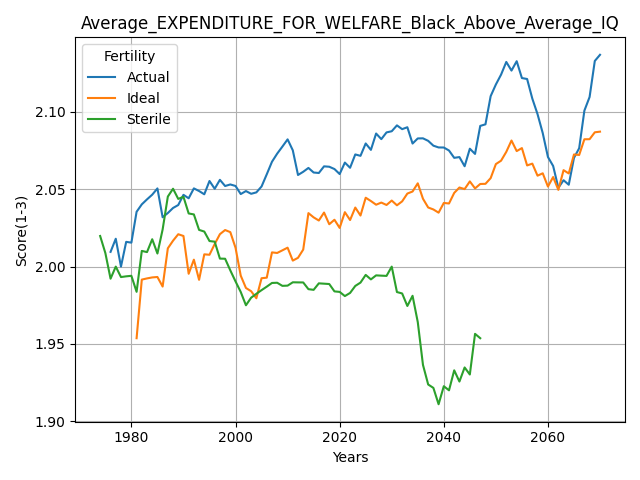 Average_EXPENDITURE_FOR_WELFARE_Black_Above_Average_IQ
Fertility
Actual
Ideal
Sterile
Score(1-3)
2.10
2.05
2.00
1.95
1.90
1980
2000
2020
2040
2060
Years